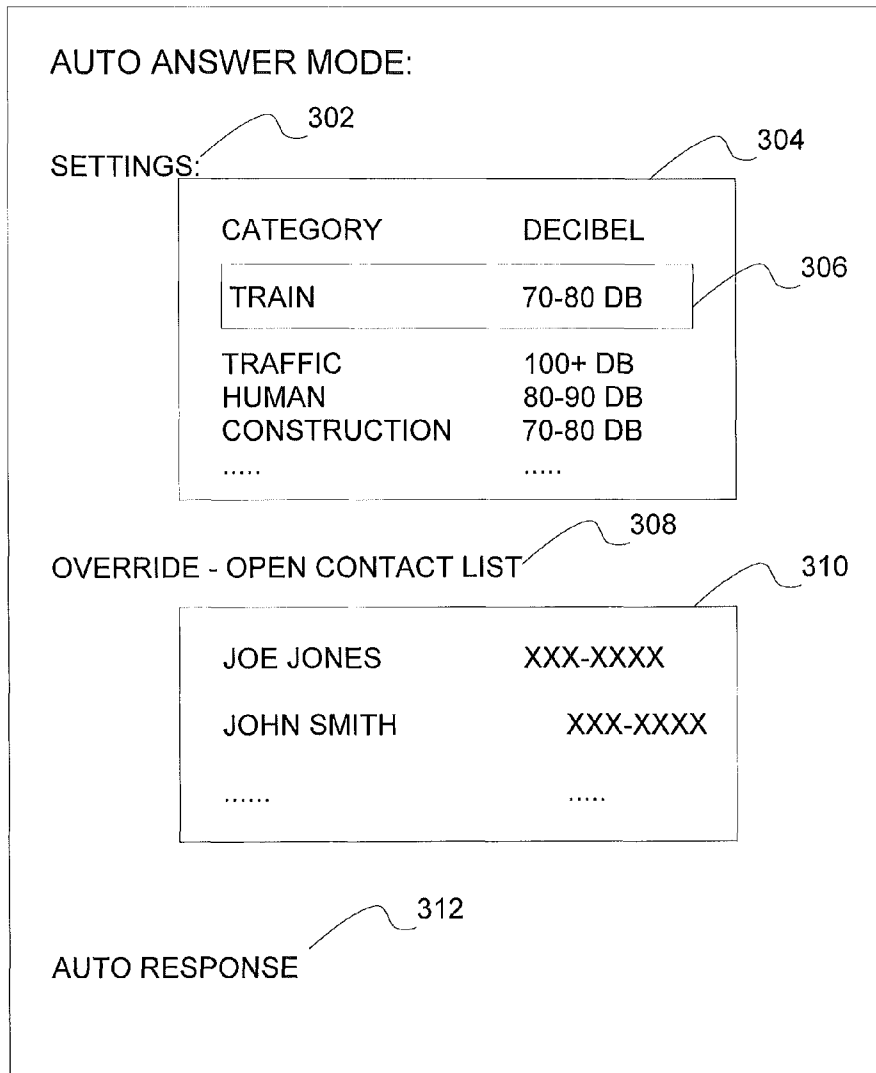 AUTO ANSWER MODE:
302
SETTINGS:
304
CATEGORY DECIBEL
306
TRAIN 70-80 DB
TRAFFIC 100+ DB
HUMAN 80-90 DB
CONSTRUCTION 70-80 DB
..... .....
308
OVERRIDE - OPEN CONTACT LIST
310
JOE JONES XXX-XXXX
JOHN SMITH XXX-XXXX
...... .....
312
AUTO RESPONSE